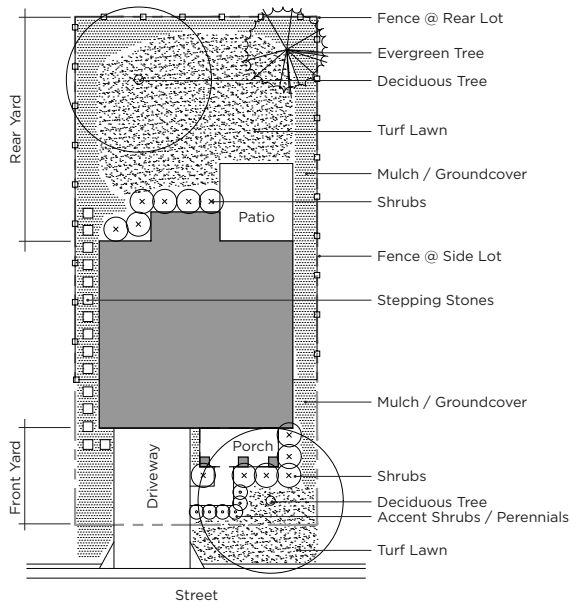 Fence @ Rear Lot
Evergreen Tree
Deciduous Tree
Rear Yard
Turf Lawn
Mulch / Groundcover
Shrubs
Patio
Fence @ Side Lot
Stepping Stones
Mulch / Groundcover
Front Yard
Driveway
Porch
Shrubs
Deciduous Tree
Accent Shrubs / Perennials
Turf Lawn
Street